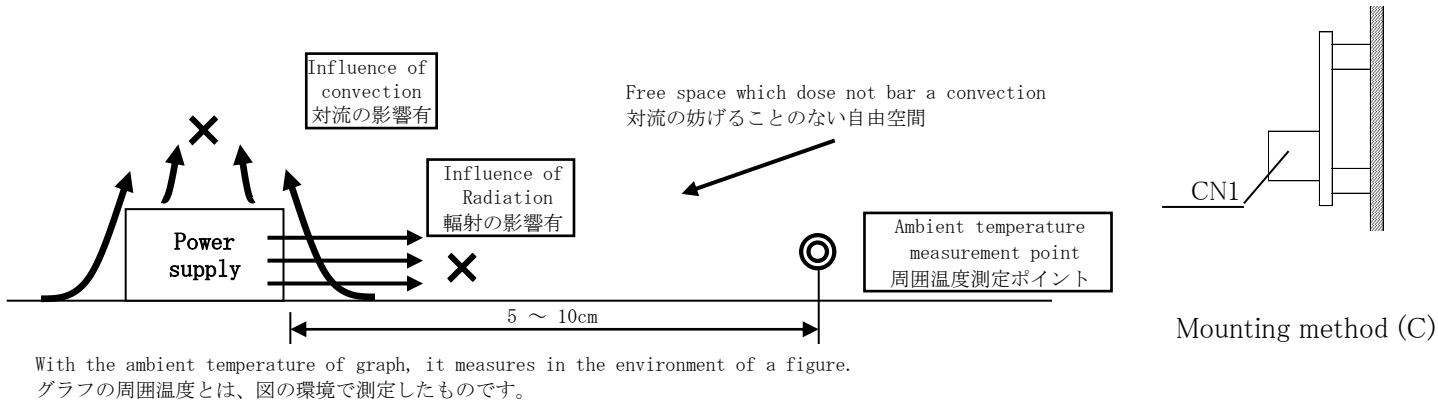 Influence of
convection
対流の影響有
Free space which dose not bar a convection
対流の妨げることのない自由空間
Influence of
Radiation
輻射の影響有
CN1
Power
supply
Ambient temperature
measurement point
周囲温度測定ポイント
5 ～ 10cm
Mounting method (C)
With the ambient temperature of graph, it measures in the environment of a figure.
グラフの周囲温度とは、図の環境で測定したものです。